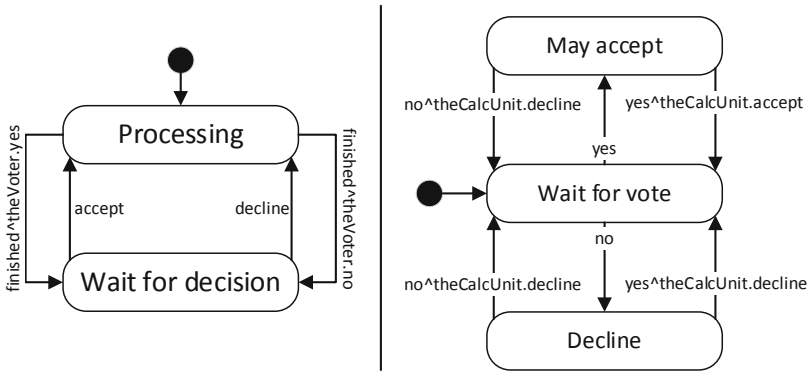 Processing
finished^theVoter.yes
finished^theVoter.no
accept
decline
Wait for decision
May accept
no^theCalcUnit.decline
yes^theCalcUnit.accept
yes
Wait for vote
no
no^theCalcUnit.decline
yes^theCalcUnit.decline
Decline